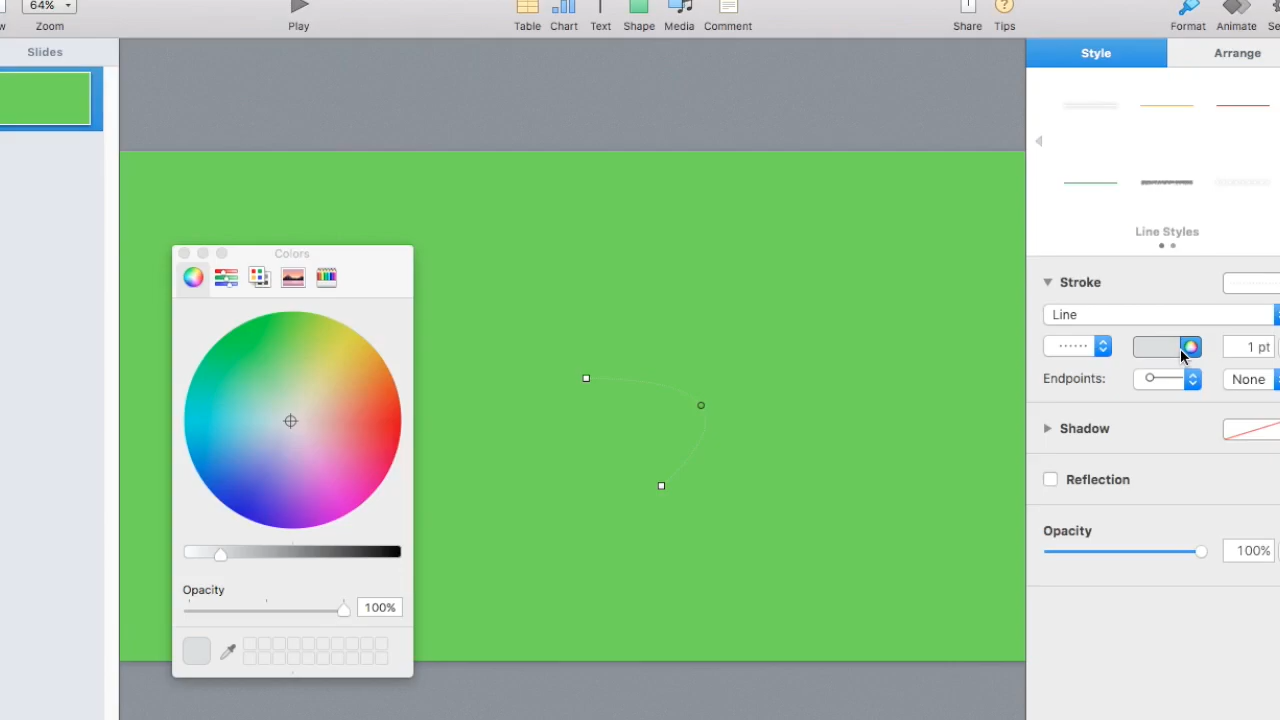 64%
Zoom
Play
Table
Chart
Text
Shape
Media
Comment
Share
Tips
Format
Animate
Slides
Style
Arrange
Line Styles
Colors
Stroke
Line
1 pt
Endpoints:
None
Shadow
Reflection
Opacity
100%
Opacity
100%